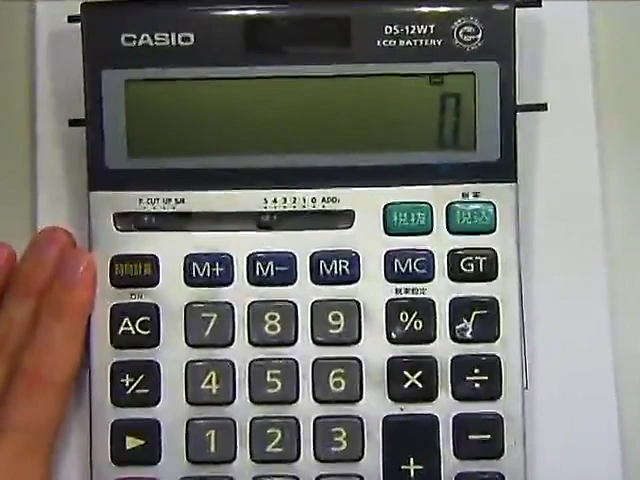 CASIO
DS-12WT
ECO BATTERY
0
F CUT UP 5/4
5 4 3 2 1 0 ADD2
税率
税抜 税込
時間計算 M+ M− MR MC GT
税率設定
AC 7 8 9 % √
+/− 4 5 6 × ÷
▶ 1 2 3 + −